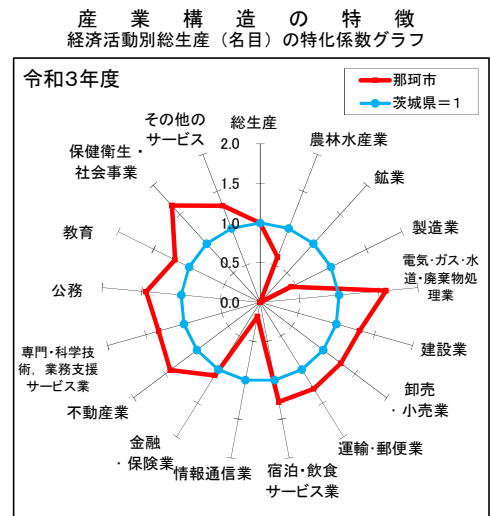 産業構造の特徴
経済活動別総生産（名目）の特化係数グラフ
令和3年度
那珂市
茨城県＝1
総生産
農林水産業
鉱業
製造業
電気・ガス・水
道・廃棄物処
理業
建設業
卸売
・小売業
運輸・郵便業
宿泊・飲食
サービス業
情報通信業
金融
・保険業
不動産業
専門・科学技
術，業務支援
サービス業
公務
教育
保健衛生・
社会事業
その他の
サービス
2.0
1.5
1.0
0.5
0.0